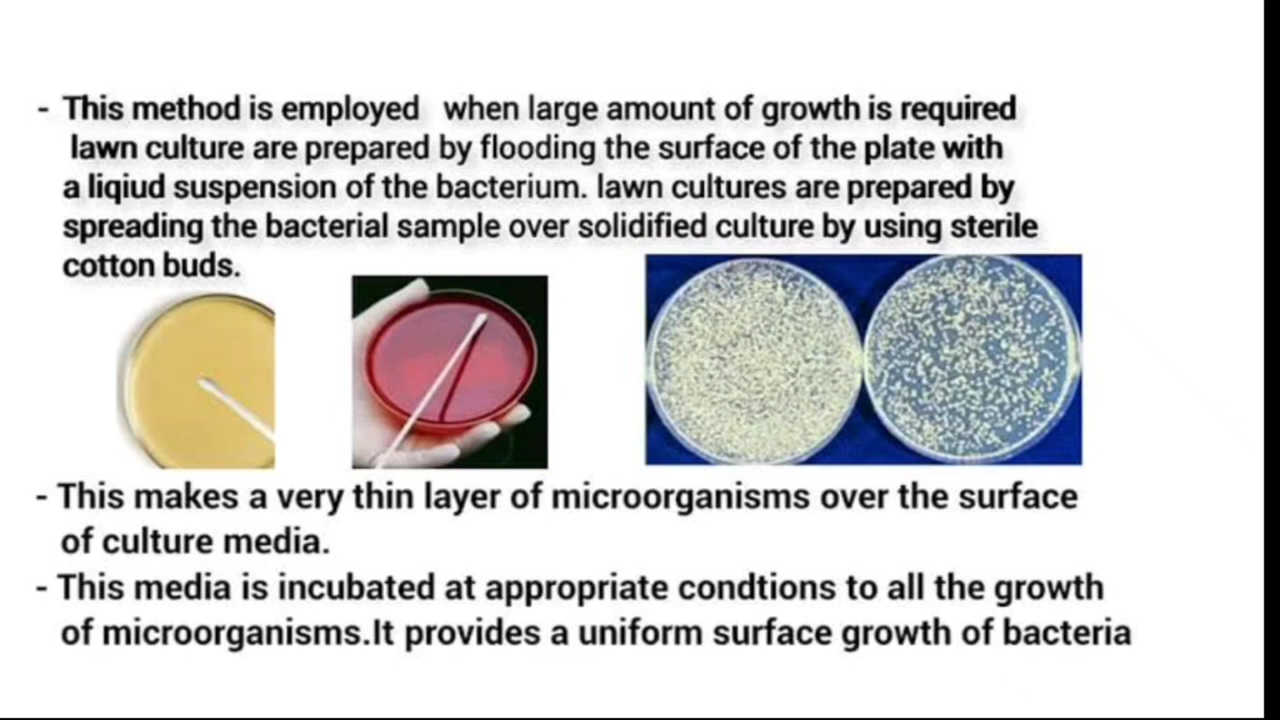 - This method is employed when large amount of growth is required
lawn culture are prepared by flooding the surface of the plate with
a liqiud suspension of the bacterium. lawn cultures are prepared by
spreading the bacterial sample over solidified culture by using sterile
cotton buds.
- This makes a very thin layer of microorganisms over the surface
of culture media.
- This media is incubated at appropriate condtions to all the growth
of microorganisms.It provides a uniform surface growth of bacteria